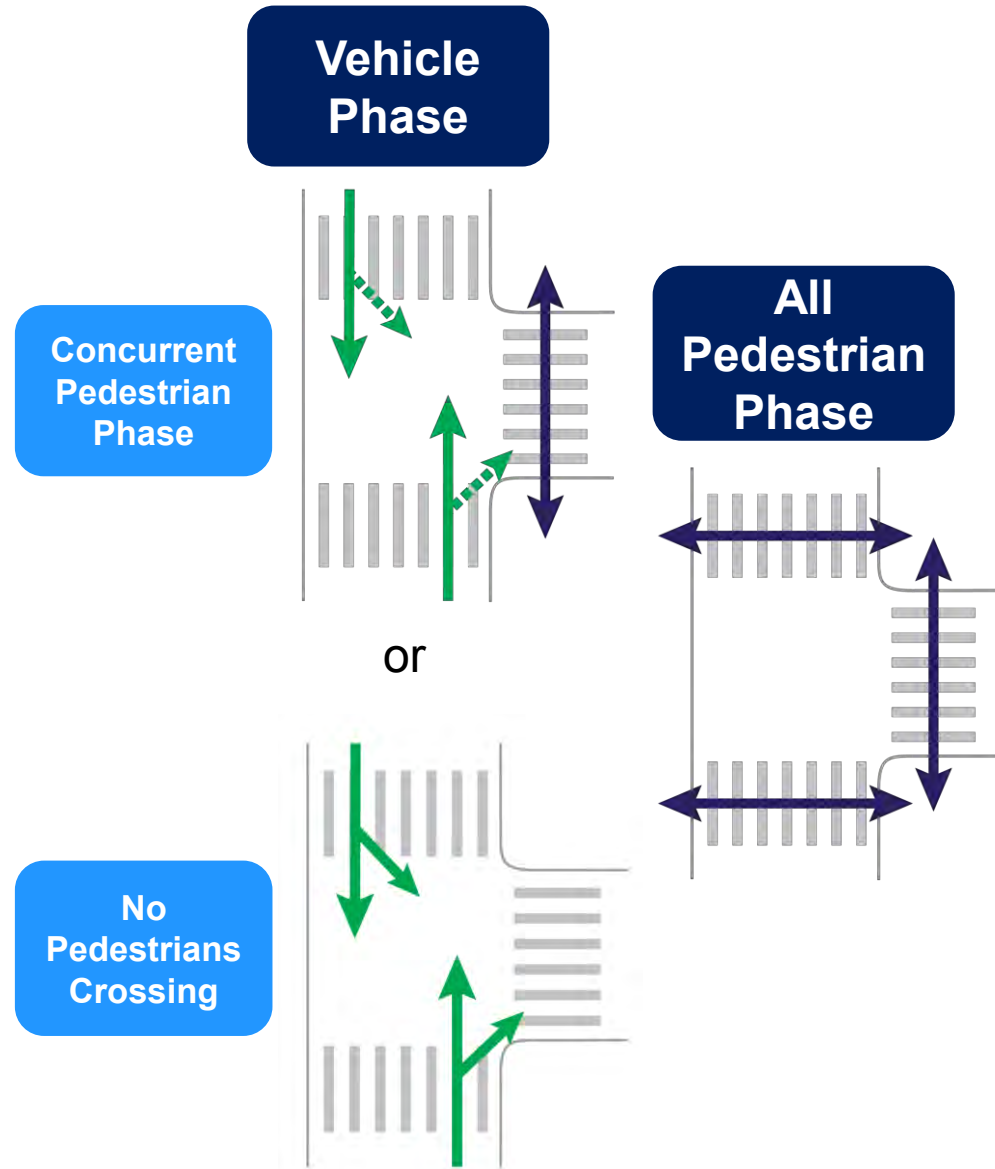 Vehicle
Phase
Concurrent
Pedestrian
Phase
All
Pedestrian
Phase
or
No
Pedestrians
Crossing